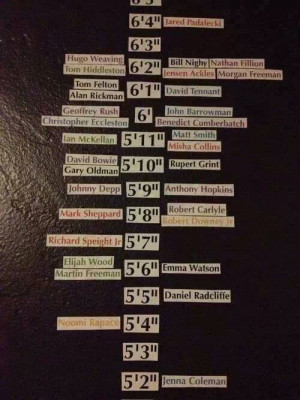 6'4" Jared Padalecki
6'3"
Hugo Weaving Bill Nighy Nathan Fillion
Tom Hiddleston 6'2" Jensen Ackles Morgan Freeman
Tom Felton
Alan Rickman 6'1" David Tennant
Geoffrey Rush 6' John Barrowman
Christopher Eccleston Benedict Cumberbatch
Ian McKellan 5'11" Matt Smith
Misha Collins
David Bowie 5'10" Rupert Grint
Gary Oldman
Johnny Depp 5'9" Anthony Hopkins
Mark Sheppard 5'8" Robert Carlyle
Robert Downey Jr
Richard Speight Jr 5'7"
Elijah Wood
Martin Freeman 5'6" Emma Watson
5'5" Daniel Radcliffe
Noomi Rapace 5'4"
5'3"
5'2" Jenna Coleman